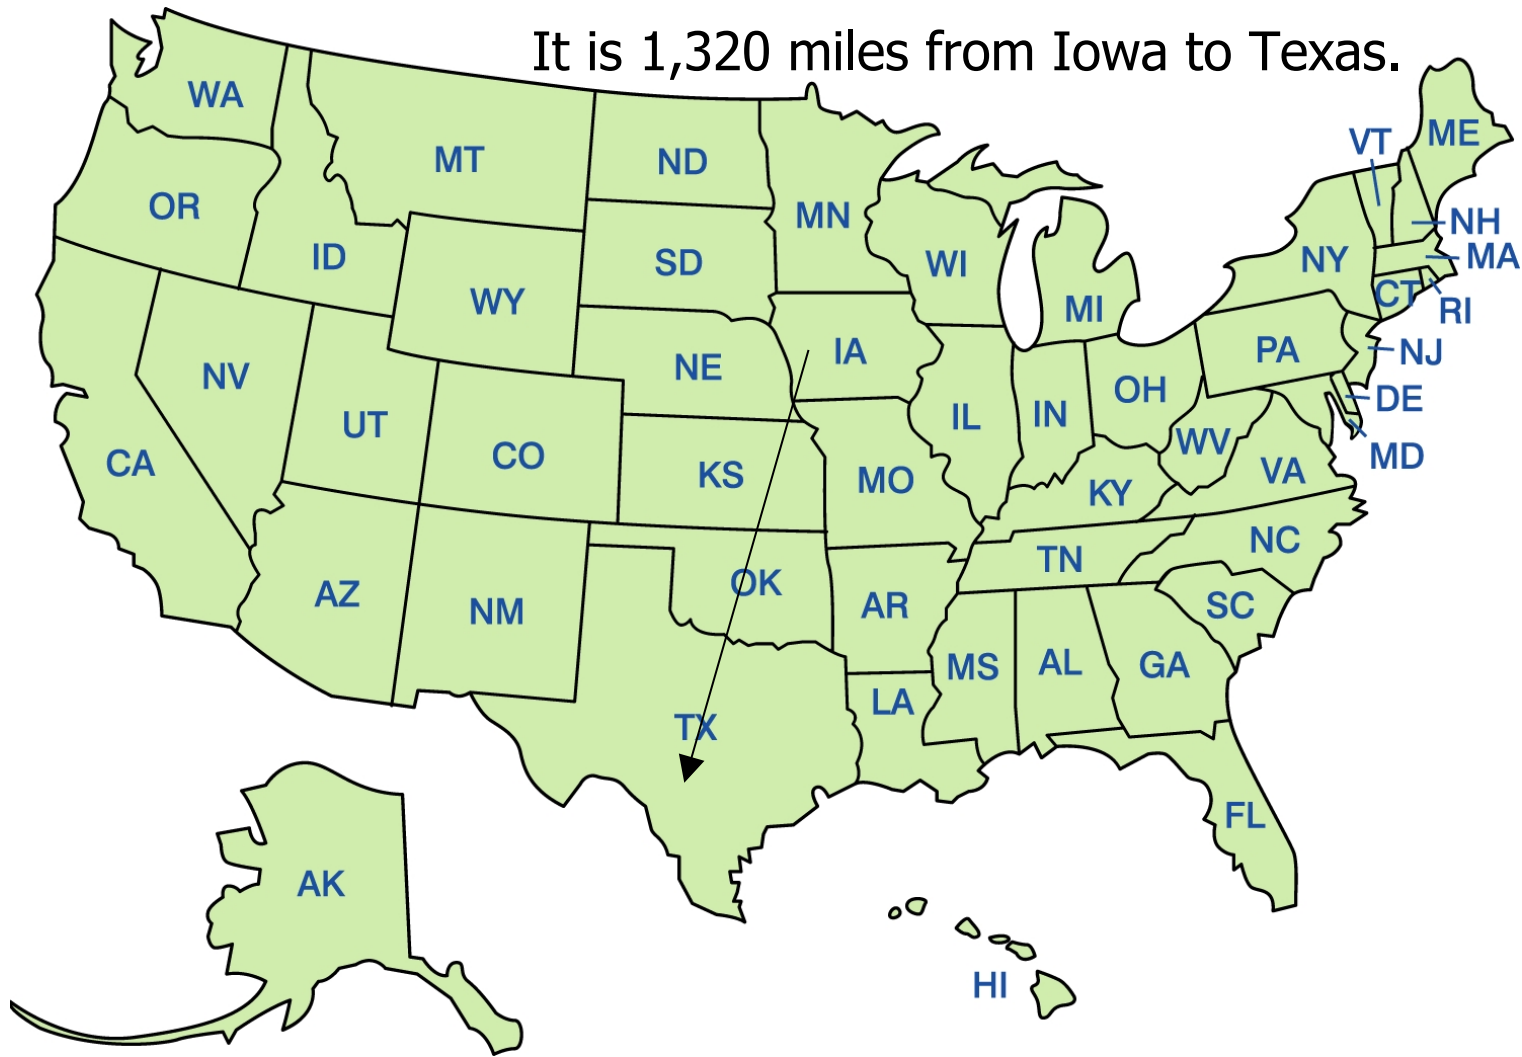 It is 1,320 miles from Iowa to Texas.
WA
MT
ND
MN
VT
ME
OR
ID
SD
WI
NY
NH
MA
WY
MI
CT
RI
NV
NE
IA
PA
NJ
UT
CO
KS
MO
IL
IN
OH
WV
DE
MD
CA
KY
VA
AZ
NM
OK
AR
TN
NC
TX
LA
MS
AL
GA
SC
AK
FL
HI